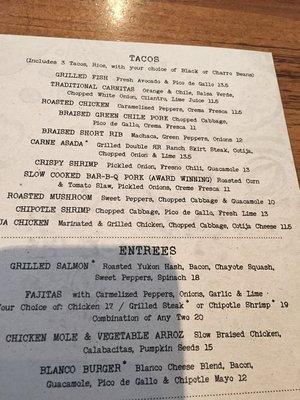 TACOS
(Includes 3 Tacos, Rice, with your choice of Black or Charro Beans)
GRILLED FISH Fresh Avocado & Pico de Gallo 13.5
TRADITIONAL CARNITAS Orange & Chile, Salsa Verde,
Chopped White Onion, Cilantro, Lime Juice 11.5
ROASTED CHICKEN Caramelized Peppers, Crema Fresca 11.5
BRAISED GREEN CHILE PORK Chopped Cabbage,
Pico de Gallo, Crema Fresca 11
BRAISED SHORT RIB Machaca, Green Peppers, Onions 12
CARNE ASADA* Grilled Double RR Ranch Skirt Steak, Cotija,
Chopped Onion & Lime 13.5
CRISPY SHRIMP Pickled Onion, Fresno Chili, Guacamole 13
SLOW COOKED BAR-B-Q PORK (AWARD WINNING) Roasted Corn
& Tomato Slaw, Pickled Onions, Crema Fresca 11
ROASTED MUSHROOM Sweet Peppers, Chopped Cabbage & Guacamole 10
CHIPOTLE SHRIMP Chopped Cabbage, Pico de Gallo, Fresh Lime 13
JA CHICKEN Marinated & Grilled Chicken, Chopped Cabbage, Cotija Cheese 11.5
ENTREES
GRILLED SALMON* Roasted Yukon Hash, Bacon, Chayote Squash,
Sweet Peppers, Spinach 18
FAJITAS with Carmelized Peppers, Onions, Garlic & Lime
Your Choice of: Chicken 17 / Grilled Steak* or Chipotle Shrimp* 19
Combination of Any Two 20
CHICKEN MOLE & VEGETABLE ARROZ Slow Braised Chicken,
Calabacitas, Pumpkin Seeds 15
BLANCO BURGER* Blanco Cheese Blend, Bacon,
Guacamole, Pico de Gallo & Chipotle Mayo 12